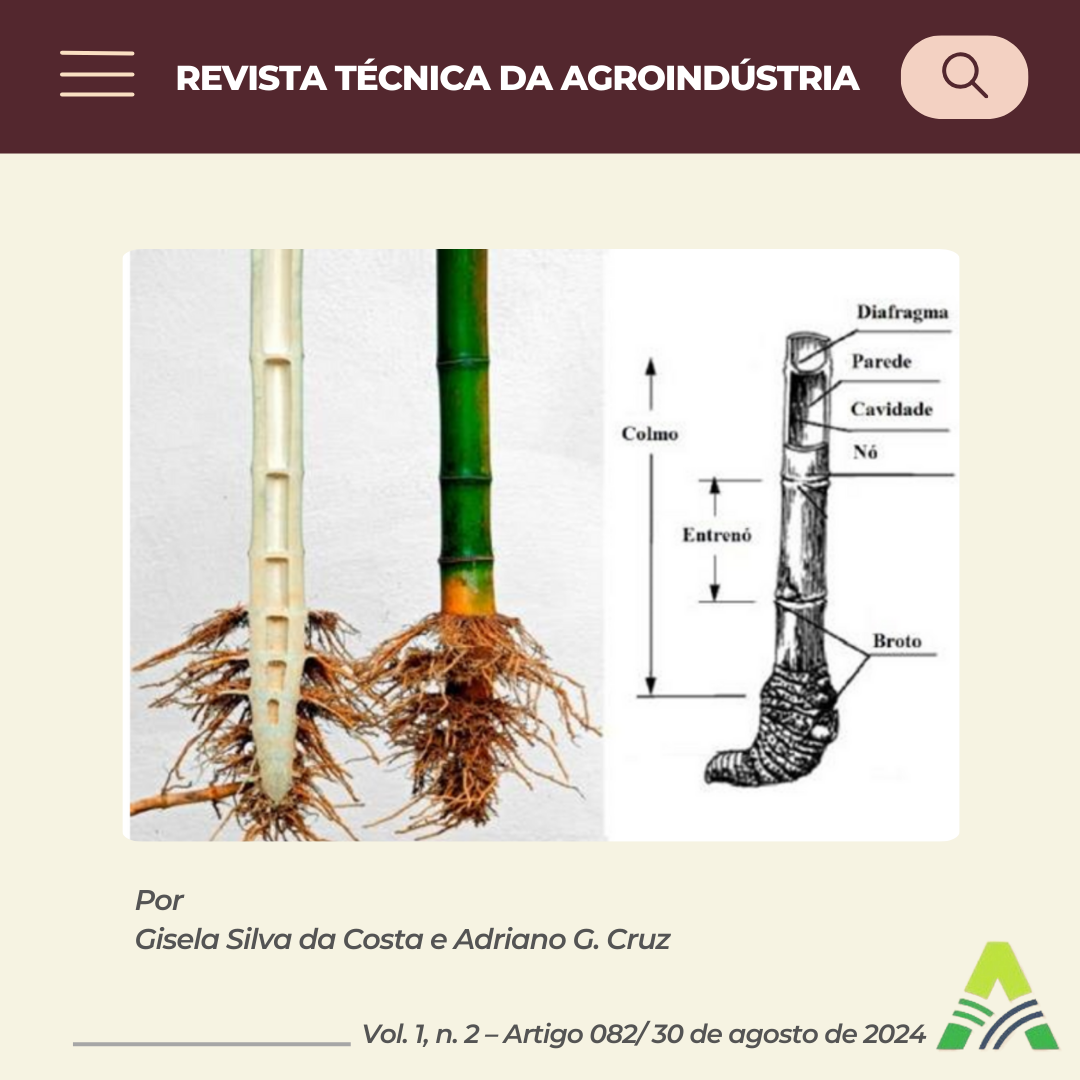 REVISTA TÉCNICA DA AGROINDÚSTRIA
Diafragma
Parede
Cavidade
Nó
Colmo
Entrenó
Broto
Por
Gisela Silva da Costa e Adriano G. Cruz
Vol. 1, n. 2 – Artigo 082/ 30 de agosto de 2024